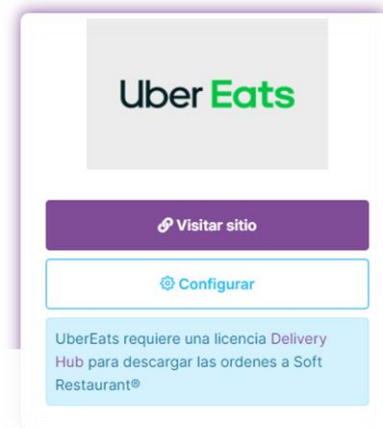 Uber Eats
Visitar sitio
Configurar
UberEats requiere una licencia Delivery
Hub para descargar las ordenes a Soft
Restaurant®